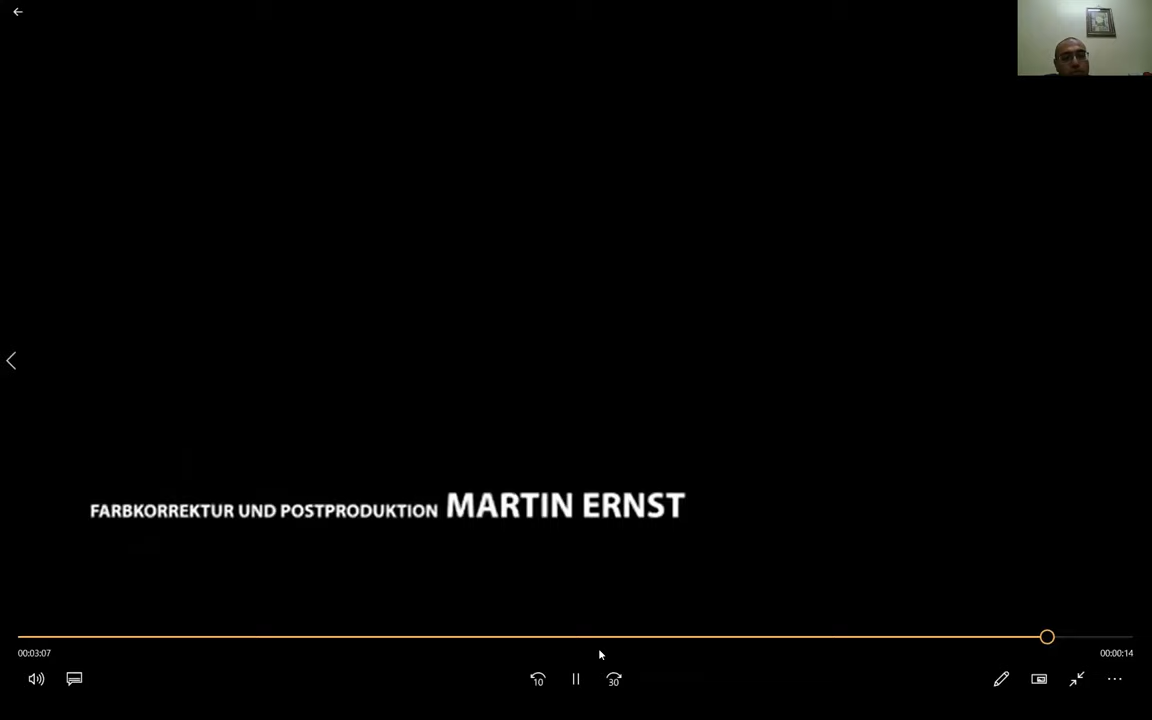 FARBKORREKTUR UND POSTPRODUKTION MARTIN ERNST
00:03:07
00:00:14
10
30